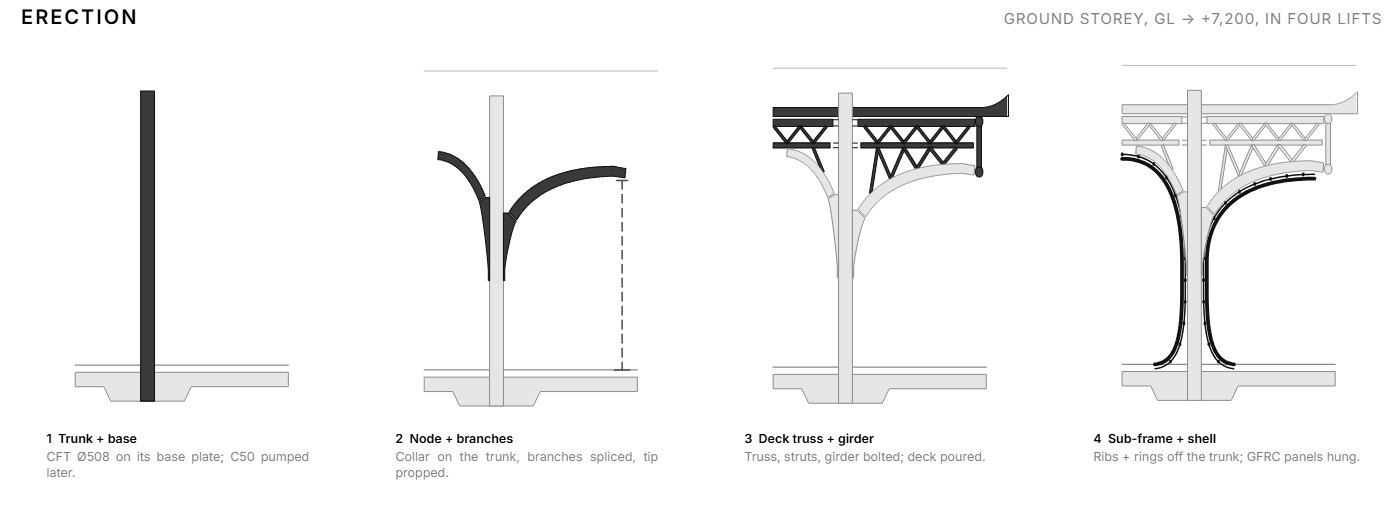 ERECTION
GROUND STOREY, GL → +7,200, IN FOUR LIFTS
1 Trunk + base
CFT Ø508 on its base plate; C50 pumped
later.
2 Node + branches
Collar on the trunk, branches spliced, tip
propped.
3 Deck truss + girder
Truss, struts, girder bolted; deck poured.
4 Sub-frame + shell
Ribs + rings off the trunk; GFRC panels hung.